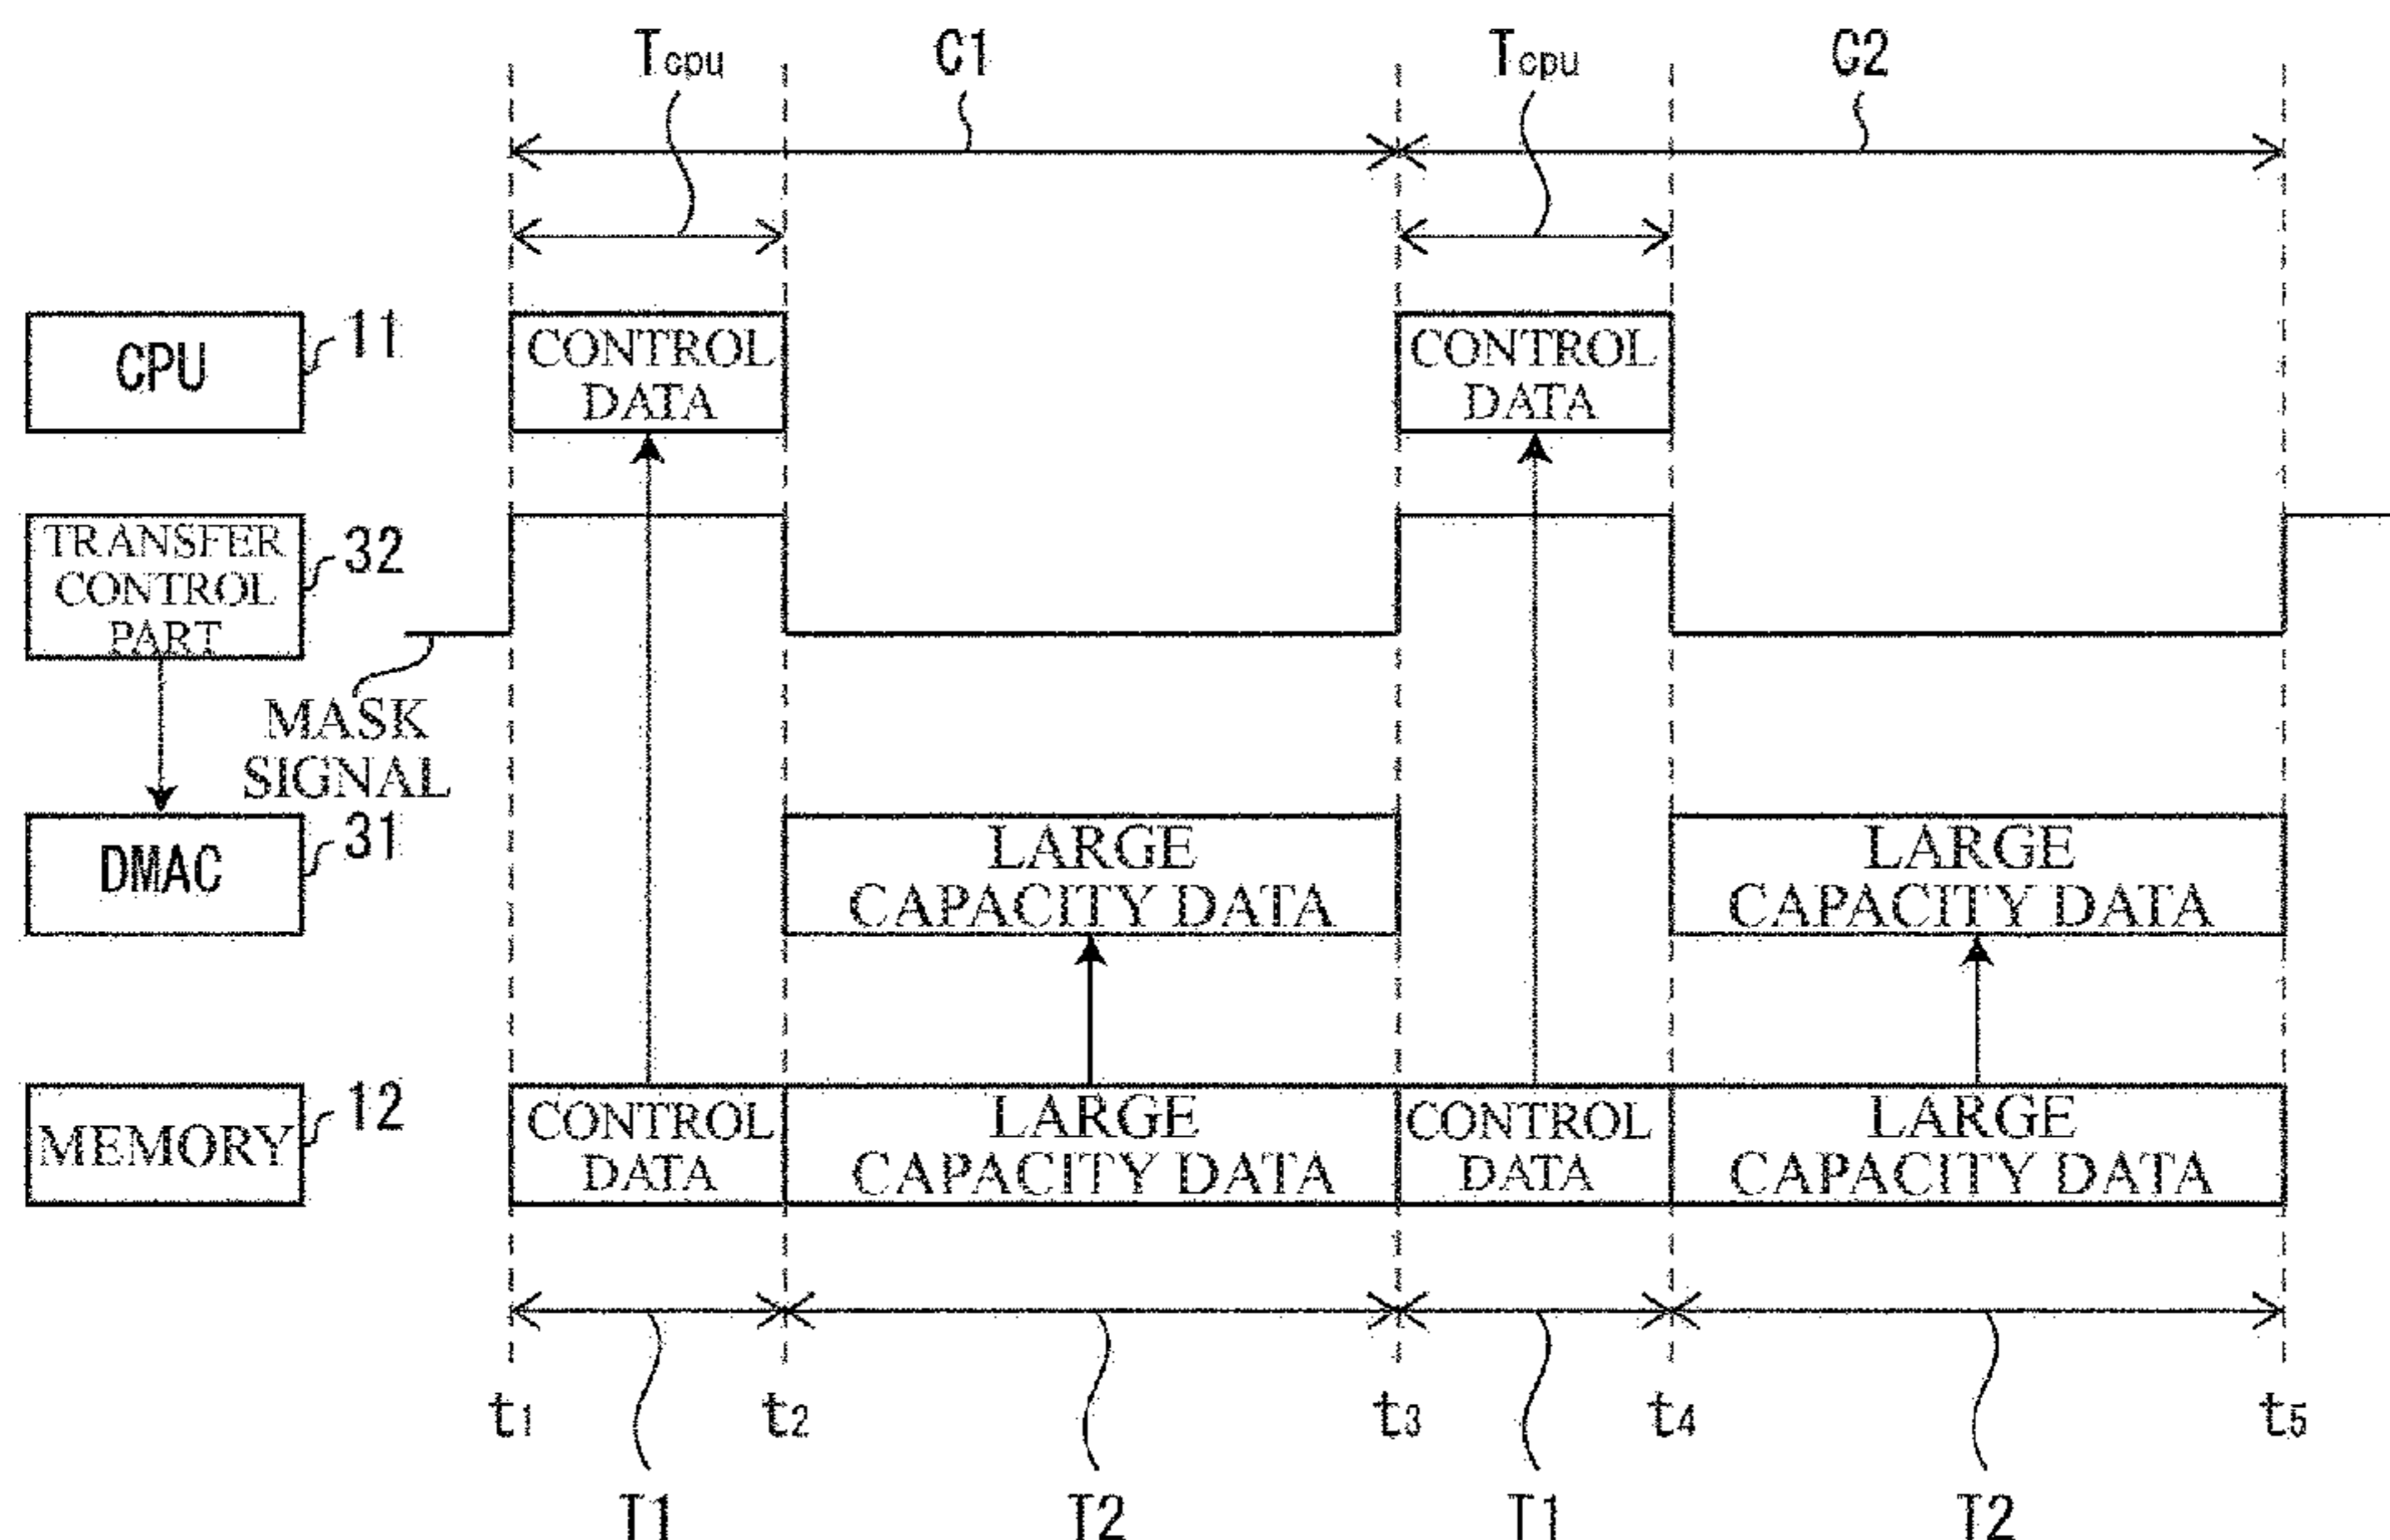 Tcpu C1 Tcpu C2
CPU 11 CONTROL DATA CONTROL DATA
TRANSFER
CONTROL
PART
32
MASK
SIGNAL
DMAC 31
LARGE
CAPACITY DATA
LARGE
CAPACITY DATA
MEMORY 12
CONTROL
DATA
LARGE
CAPACITY DATA
CONTROL
DATA
LARGE
CAPACITY DATA
t1 t2 t3 t4 t5
T1 T2 T1 T2